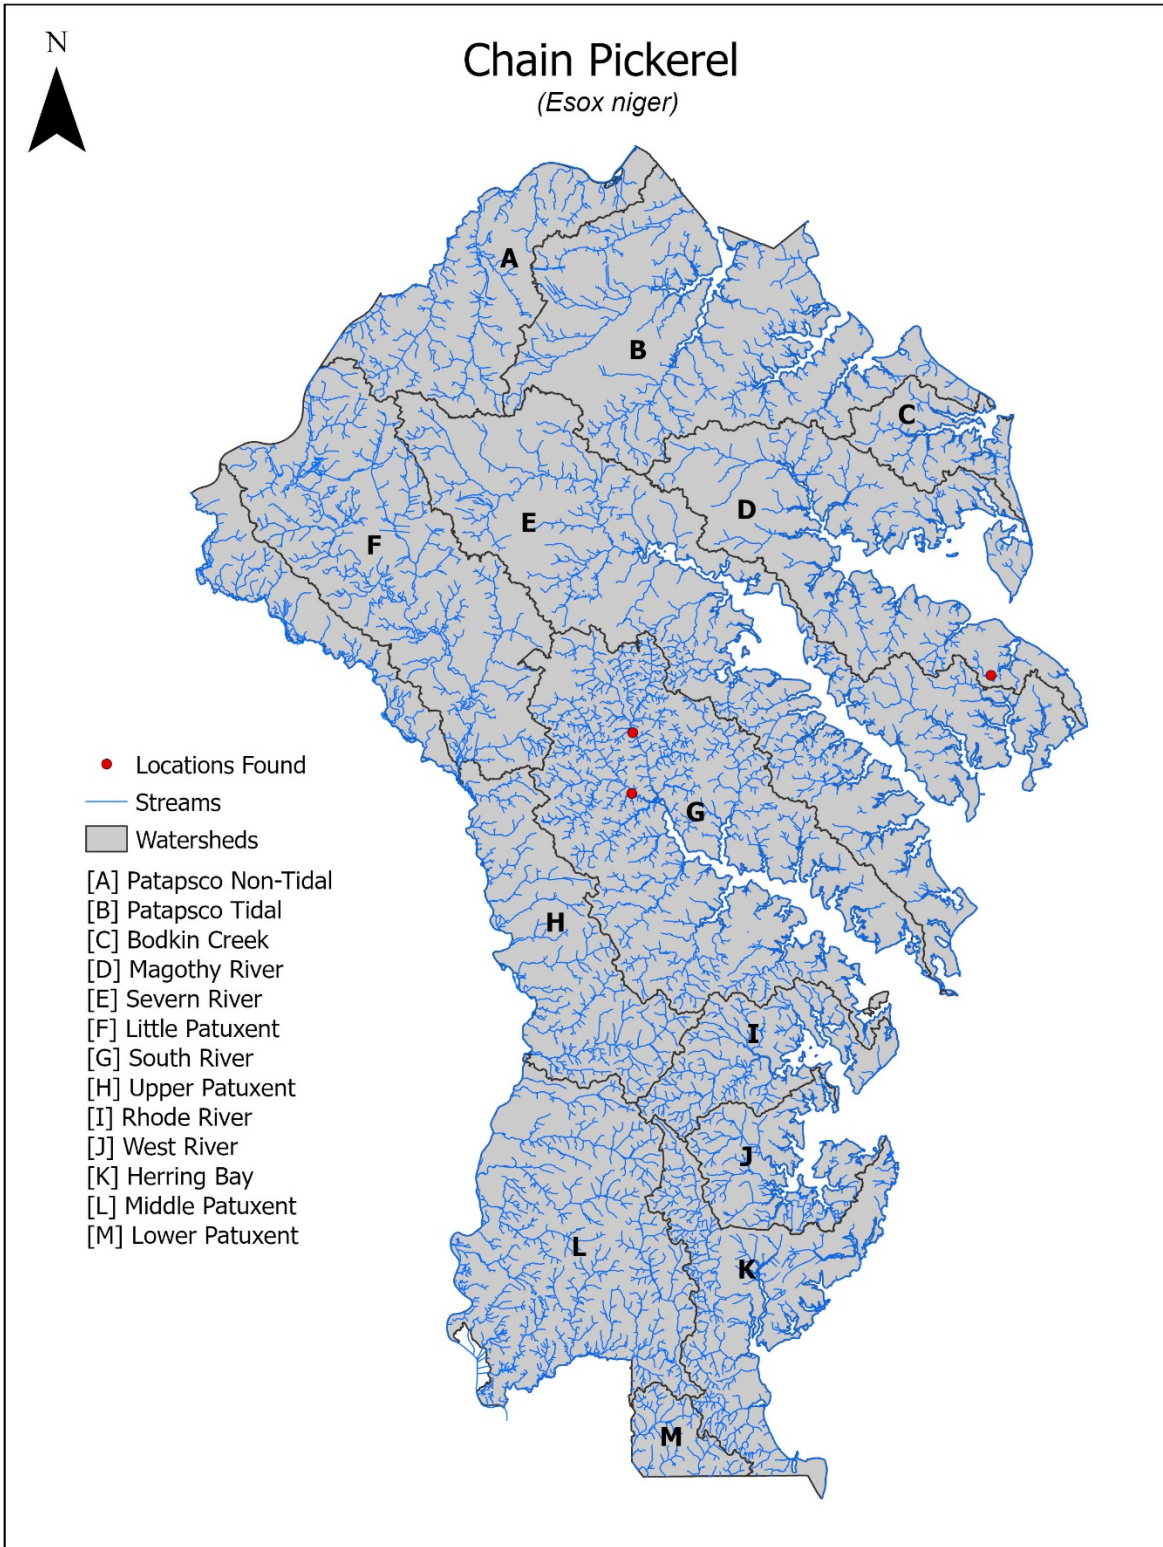 N
Chain Pickerel
(Esox niger)
A
B
C
D
E
F
G
H
I
J
K
L
M
Locations Found
Streams
Watersheds
[A] Patapsco Non-Tidal
[B] Patapsco Tidal
[C] Bodkin Creek
[D] Magothy River
[E] Severn River
[F] Little Patuxent
[G] South River
[H] Upper Patuxent
[I] Rhode River
[J] West River
[K] Herring Bay
[L] Middle Patuxent
[M] Lower Patuxent